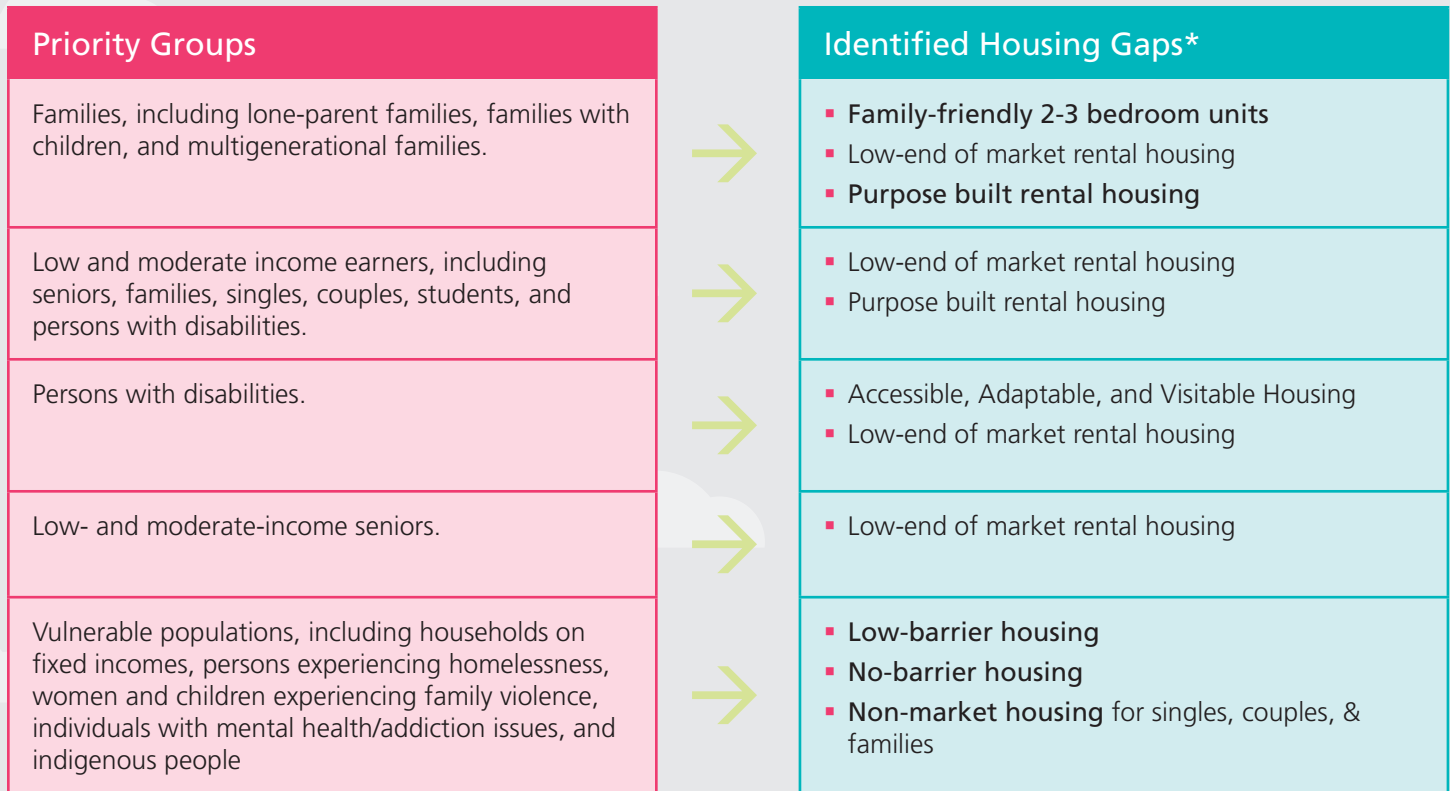 Priority Groups
Identified Housing Gaps*
Families, including lone-parent families, families with
children, and multigenerational families.
▪ Family-friendly 2-3 bedroom units
▪ Low-end of market rental housing
▪ Purpose built rental housing
Low and moderate income earners, including
seniors, families, singles, couples, students, and
persons with disabilities.
▪ Low-end of market rental housing
▪ Purpose built rental housing
Persons with disabilities.
▪ Accessible, Adaptable, and Visitable Housing
▪ Low-end of market rental housing
Low- and moderate-income seniors.
▪ Low-end of market rental housing
Vulnerable populations, including households on
fixed incomes, persons experiencing homelessness,
women and children experiencing family violence,
individuals with mental health/addiction issues, and
indigenous people
▪ Low-barrier housing
▪ No-barrier housing
▪ Non-market housing for singles, couples, &
families